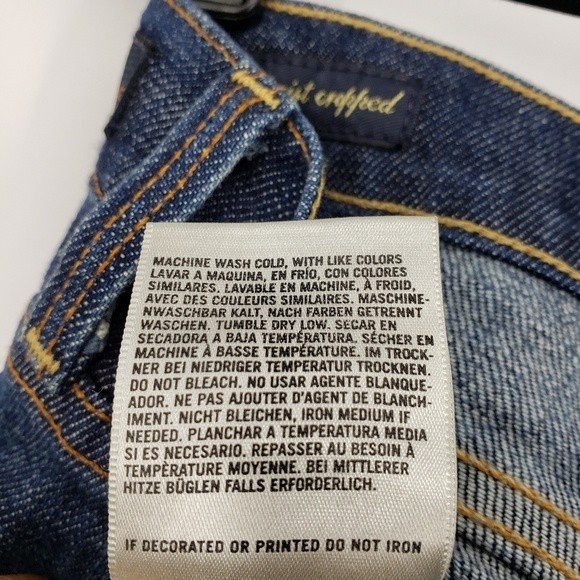 cropped
MACHINE WASH COLD, WITH LIKE COLORS
LAVAR A MAQUINA, EN FRÍO, CON COLORES
SIMILARES. LAVABLE EN MACHINE, À FROID,
AVEC DES COULEURS SIMILAIRES. MASCHINE-
NWASCHBAR KALT, NACH FARBEN GETRENNT
WASCHEN. TUMBLE DRY LOW. SECAR EN
SECADORA A BAJA TEMPERATURA. SÉCHER EN
MACHINE À BASSE TEMPÉRATURE. IM TROCK-
NER BEI NIEDRIGER TEMPERATUR TROCKNEN.
DO NOT BLEACH. NO USAR AGENTE BLANQUE-
ADOR. NE PAS AJOUTER D'AGENT DE BLANCH-
IMENT. NICHT BLEICHEN, IRON MEDIUM IF
NEEDED. PLANCHAR A TEMPERATURA MEDIA
SI ES NECESARIO. REPASSER AU BESOIN À
TEMPÈRATURE MOYENNE. BEI MITTLERER
HITZE BÜGLEN FALLS ERFORDERLICH.
IF DECORATED OR PRINTED DO NOT IRON